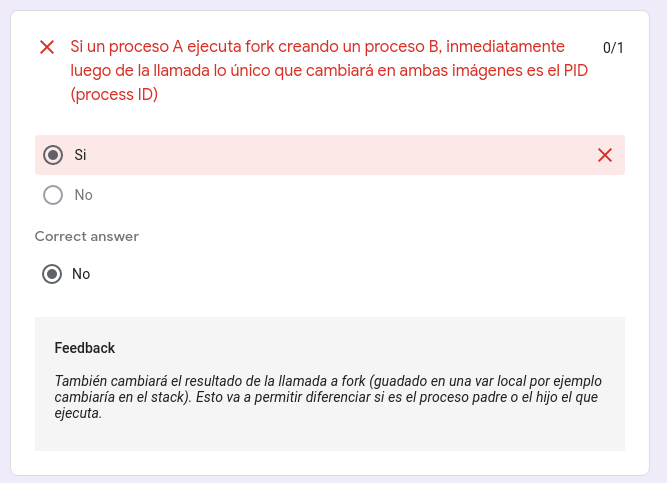 Si un proceso A ejecuta fork creando un proceso B, inmediatamente 0/1
luego de la llamada lo único que cambiará en ambas imágenes es el PID
(process ID)
Si
No
Correct answer
No
Feedback
También cambiará el resultado de la llamada a fork (guadado en una var local por ejemplo
cambiaría en el stack). Esto va a permitir diferenciar si es el proceso padre o el hijo el que
ejecuta.